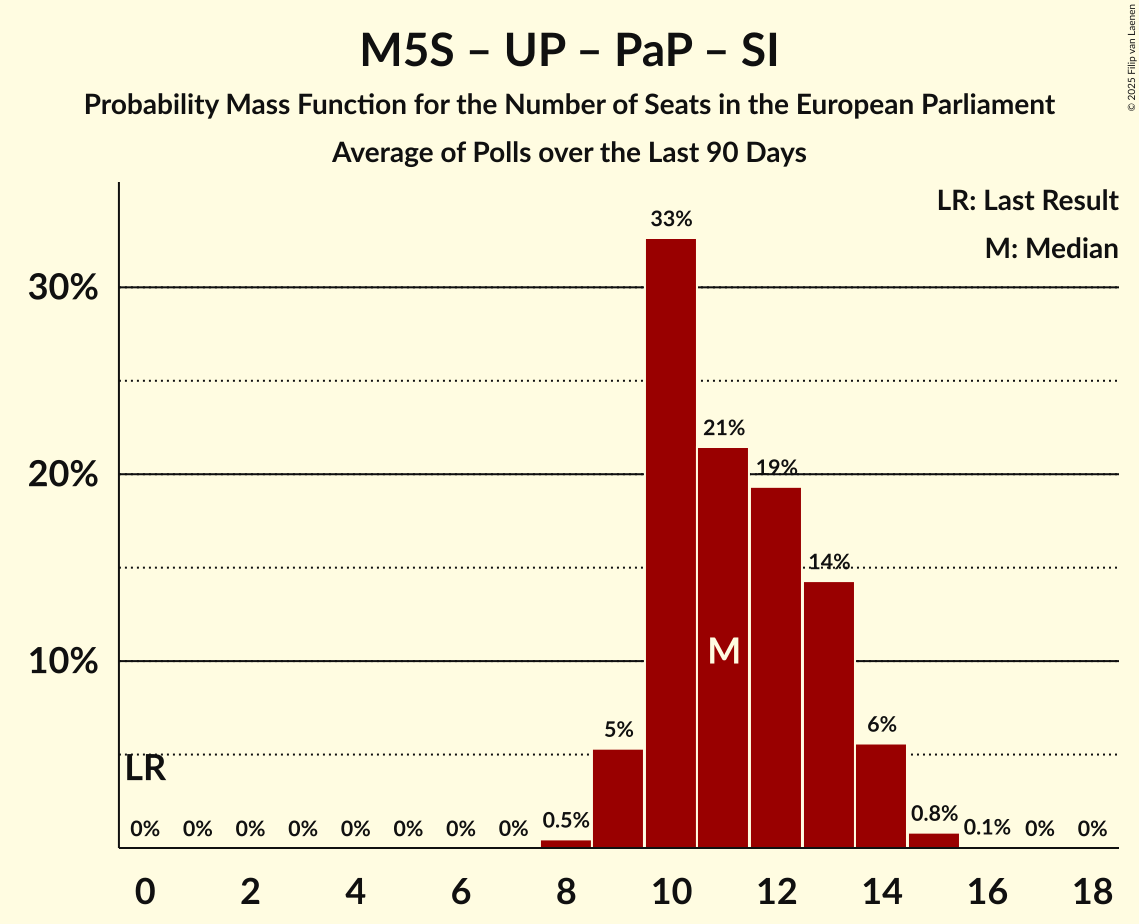 M5S – UP – PaP – SI
Probability Mass Function for the Number of Seats in the European Parliament
Average of Polls over the Last 90 Days
© 2025 Filip van Laenen
LR: Last Result
M: Median
33%
30%
21%
20%
19%
14%
M
10%
6%
5%
LR
0% 0% 0% 0% 0% 0% 0% 0% 0.5% 0.8% 0.1% 0% 0%
0 2 4 6 8 10 12 14 16 18